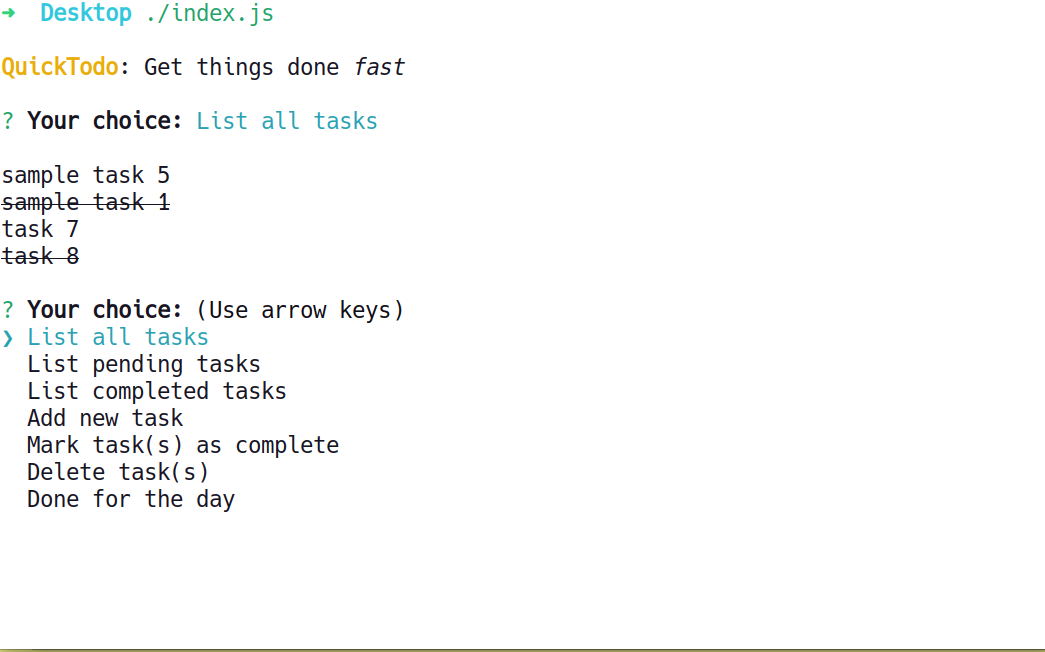 ➜  Desktop ./index.js
QuickTodo: Get things done fast
? Your choice: List all tasks
sample task 5
sample task 1
task 7
task 8
? Your choice: (Use arrow keys)
❯ List all tasks
List pending tasks
List completed tasks
Add new task
Mark task(s) as complete
Delete task(s)
Done for the day